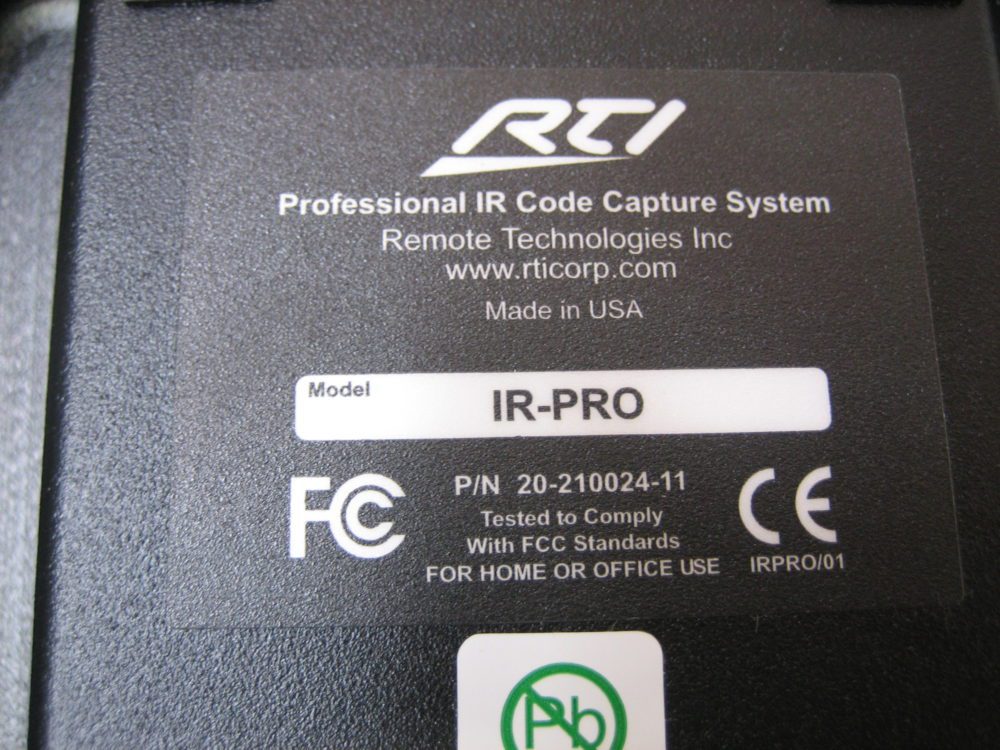 RTI
Professional IR Code Capture System
Remote Technologies Inc
www.rticorp.com
Made in USA
Model
IR-PRO
FC
P/N 20-210024-11
CE
Tested to Comply
With FCC Standards
FOR HOME OR OFFICE USE
IRPRO/01
Pb